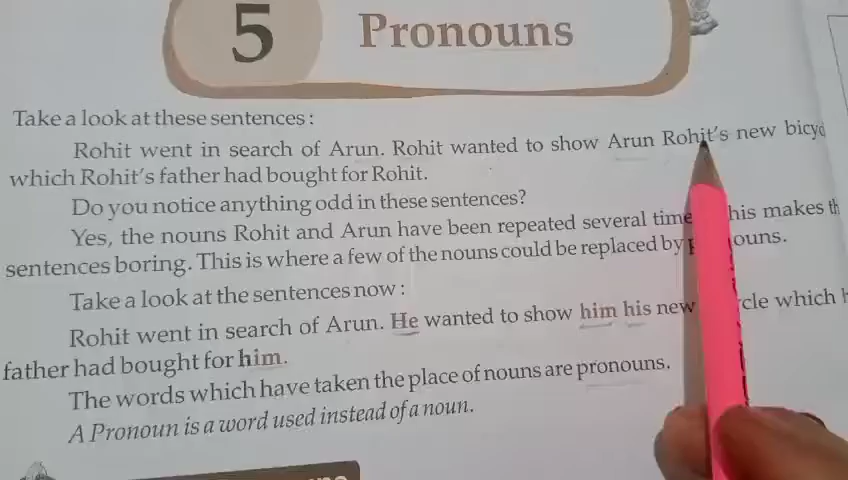 5 Pronouns
Take a look at these sentences :
Rohit went in search of Arun. Rohit wanted to show Arun Rohit's new
which Rohit's father had bought for Rohit.
Do you notice anything odd in these sentences?
Yes, the nouns Rohit and Arun have been repeated several makes
sentences boring. This is where a few of the nouns could be replaced by
Take a look at the sentences now :
Rohit went in search of Arun. He wanted to show him his new which
father had bought for him.
The words which have taken the place of nouns are pronouns.
A Pronoun is a word used instead of a noun.